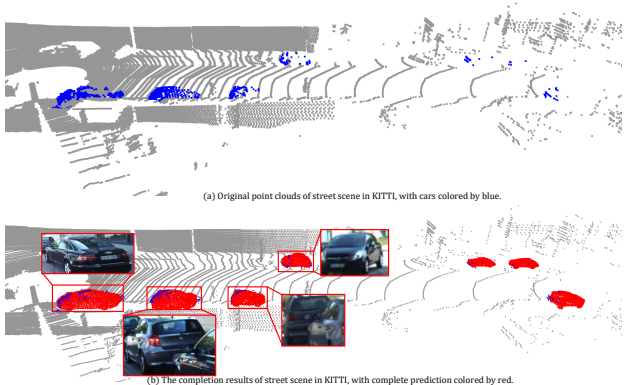 (a) Original point clouds of street scene in KITTI, with cars colored by blue.
(b) The completion results of street scene in KITTI, with complete prediction colored by red.